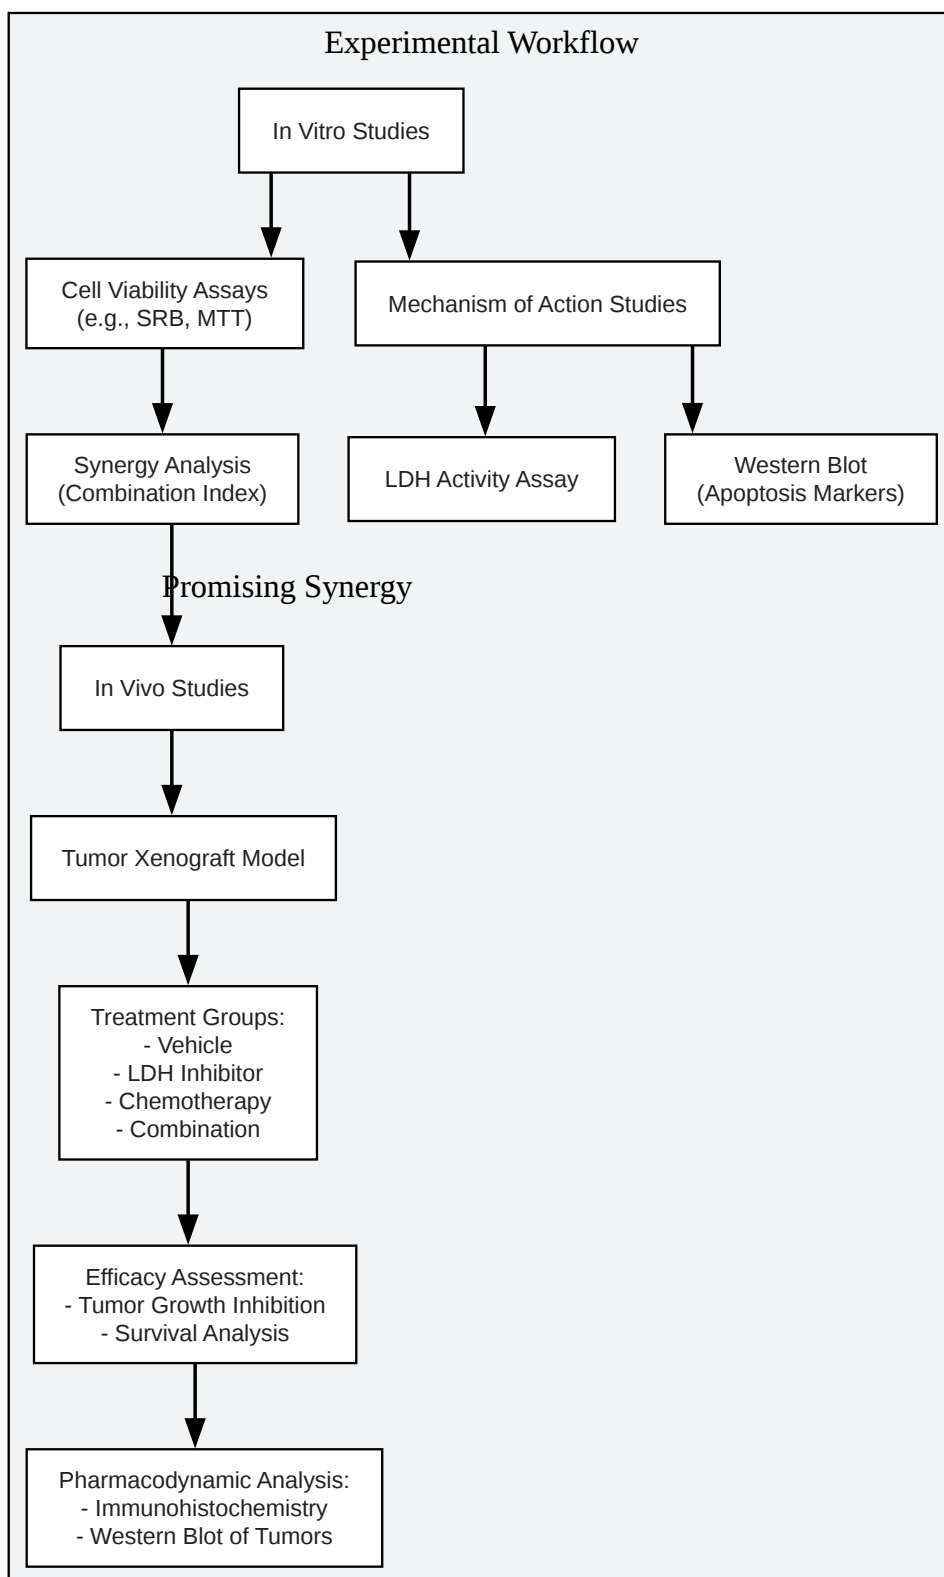 Experimental Workflow
In Vitro Studies
Cell Viability Assays
(e.g., SRB, MTT)
Mechanism of Action Studies
Synergy Analysis
(Combination Index)
LDH Activity Assay
Western Blot
(Apoptosis Markers)
Promising Synergy
In Vivo Studies
Tumor Xenograft Model
Treatment Groups:
- Vehicle
- LDH Inhibitor
- Chemotherapy
- Combination
Efficacy Assessment:
- Tumor Growth Inhibition
- Survival Analysis
Pharmacodynamic Analysis:
- Immunohistochemistry
- Western Blot of Tumors